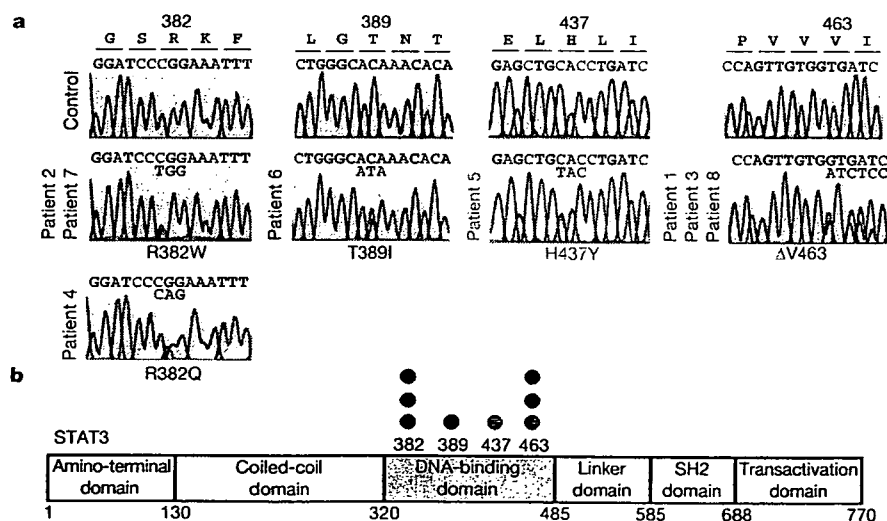 a
382 389 437 463
G S R K F L G T N T E L H L I P V V V I
GGATCCCGGAAATTT CTGGGCACAAACACA GAGCTGCACCTGATC CCAGTTGTGGTGATC
Control
GGATCCCGGAAATTT CTGGGCACAAACACA GAGCTGCACCTGATC CCAGTTGTGGTGATC
TGG ATA TAC ATCTCC
Patient 2
Patient 7
Patient 6
Patient 5
Patient 1
Patient 3
Patient 8
R382W T389I H437Y ΔV463
GGATCCCGGAAATTT
CAG
Patient 4
R382Q
b
STAT3
382 389 437 463
Amino-terminal domain
Coiled-coil domain
DNA-binding domain
Linker domain
SH2 domain
Transactivation domain
1 130 320 485 585 688 770